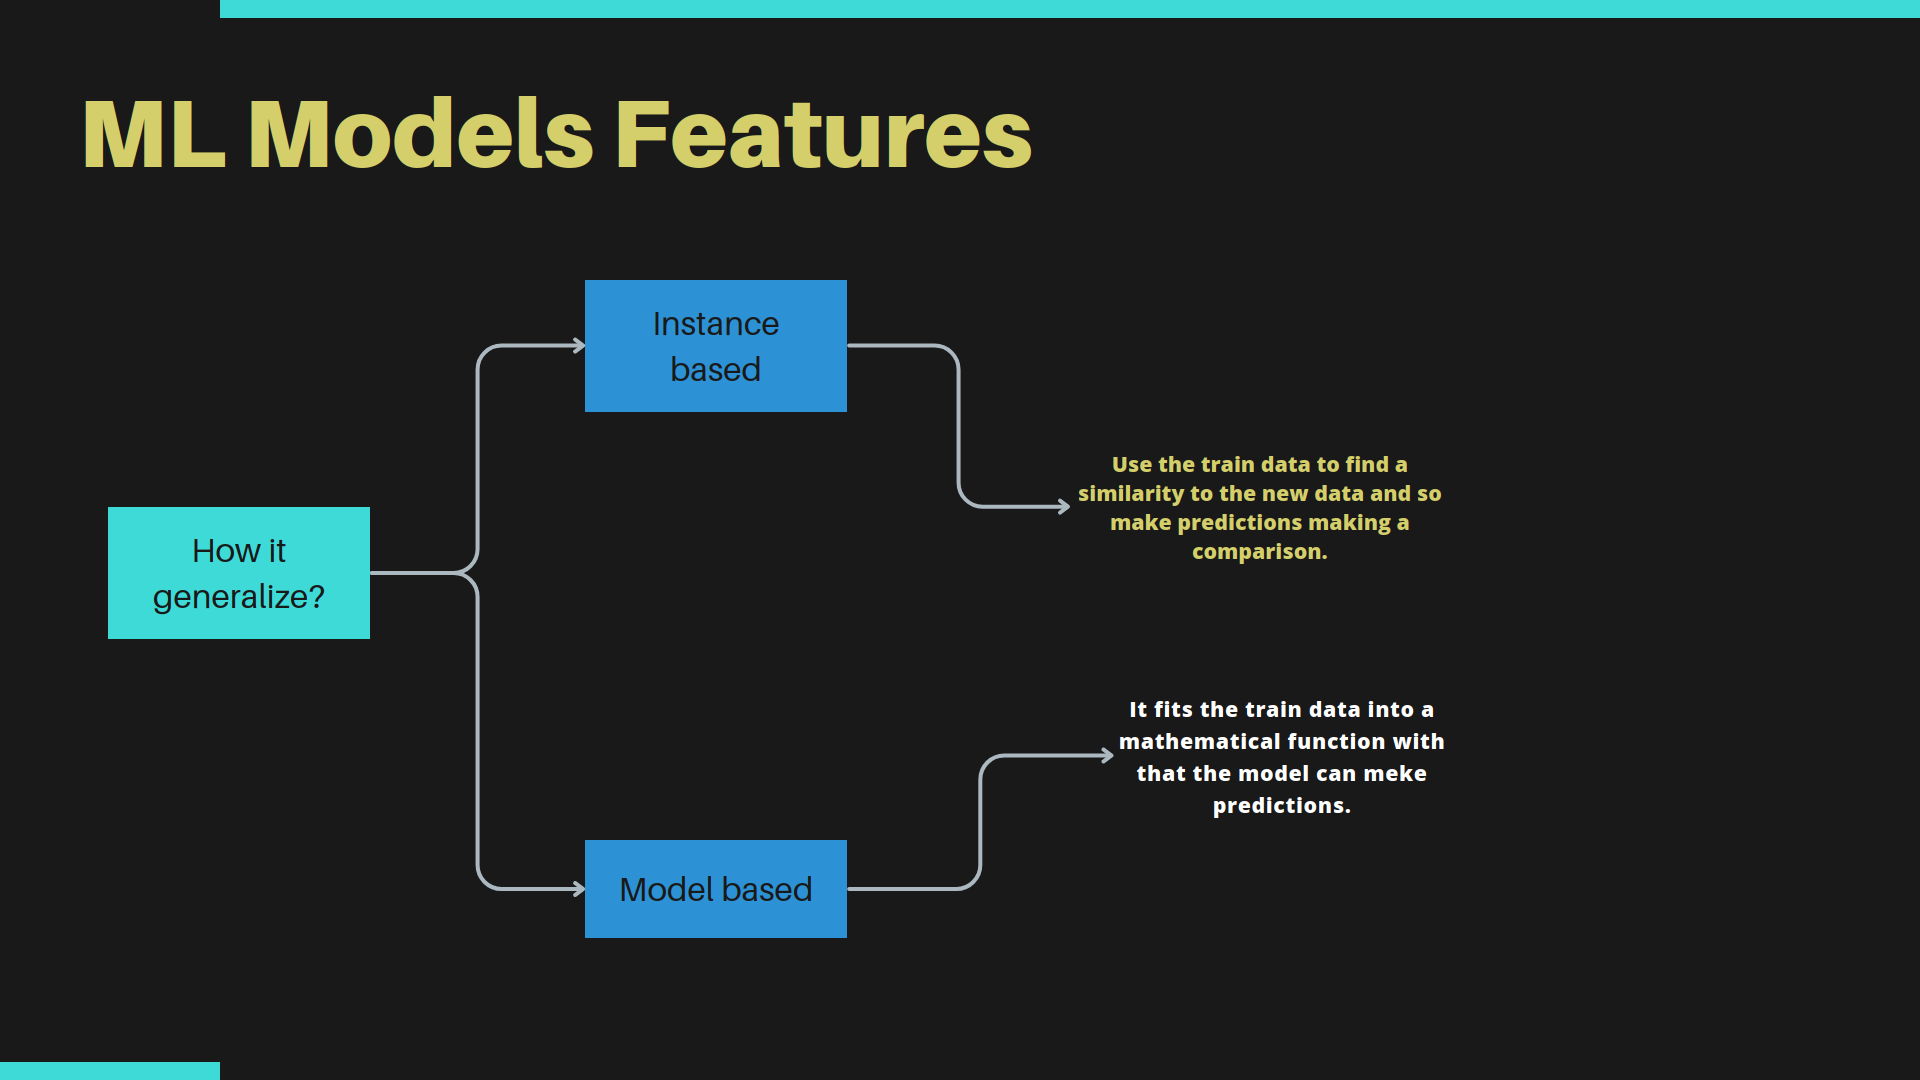 ML Models Features
Instance
based
Use the train data to find a
similarity to the new data and so
make predictions making a
comparison.
How it
generalize?
It fits the train data into a
mathematical function with
that the model can meke
predictions.
Model based